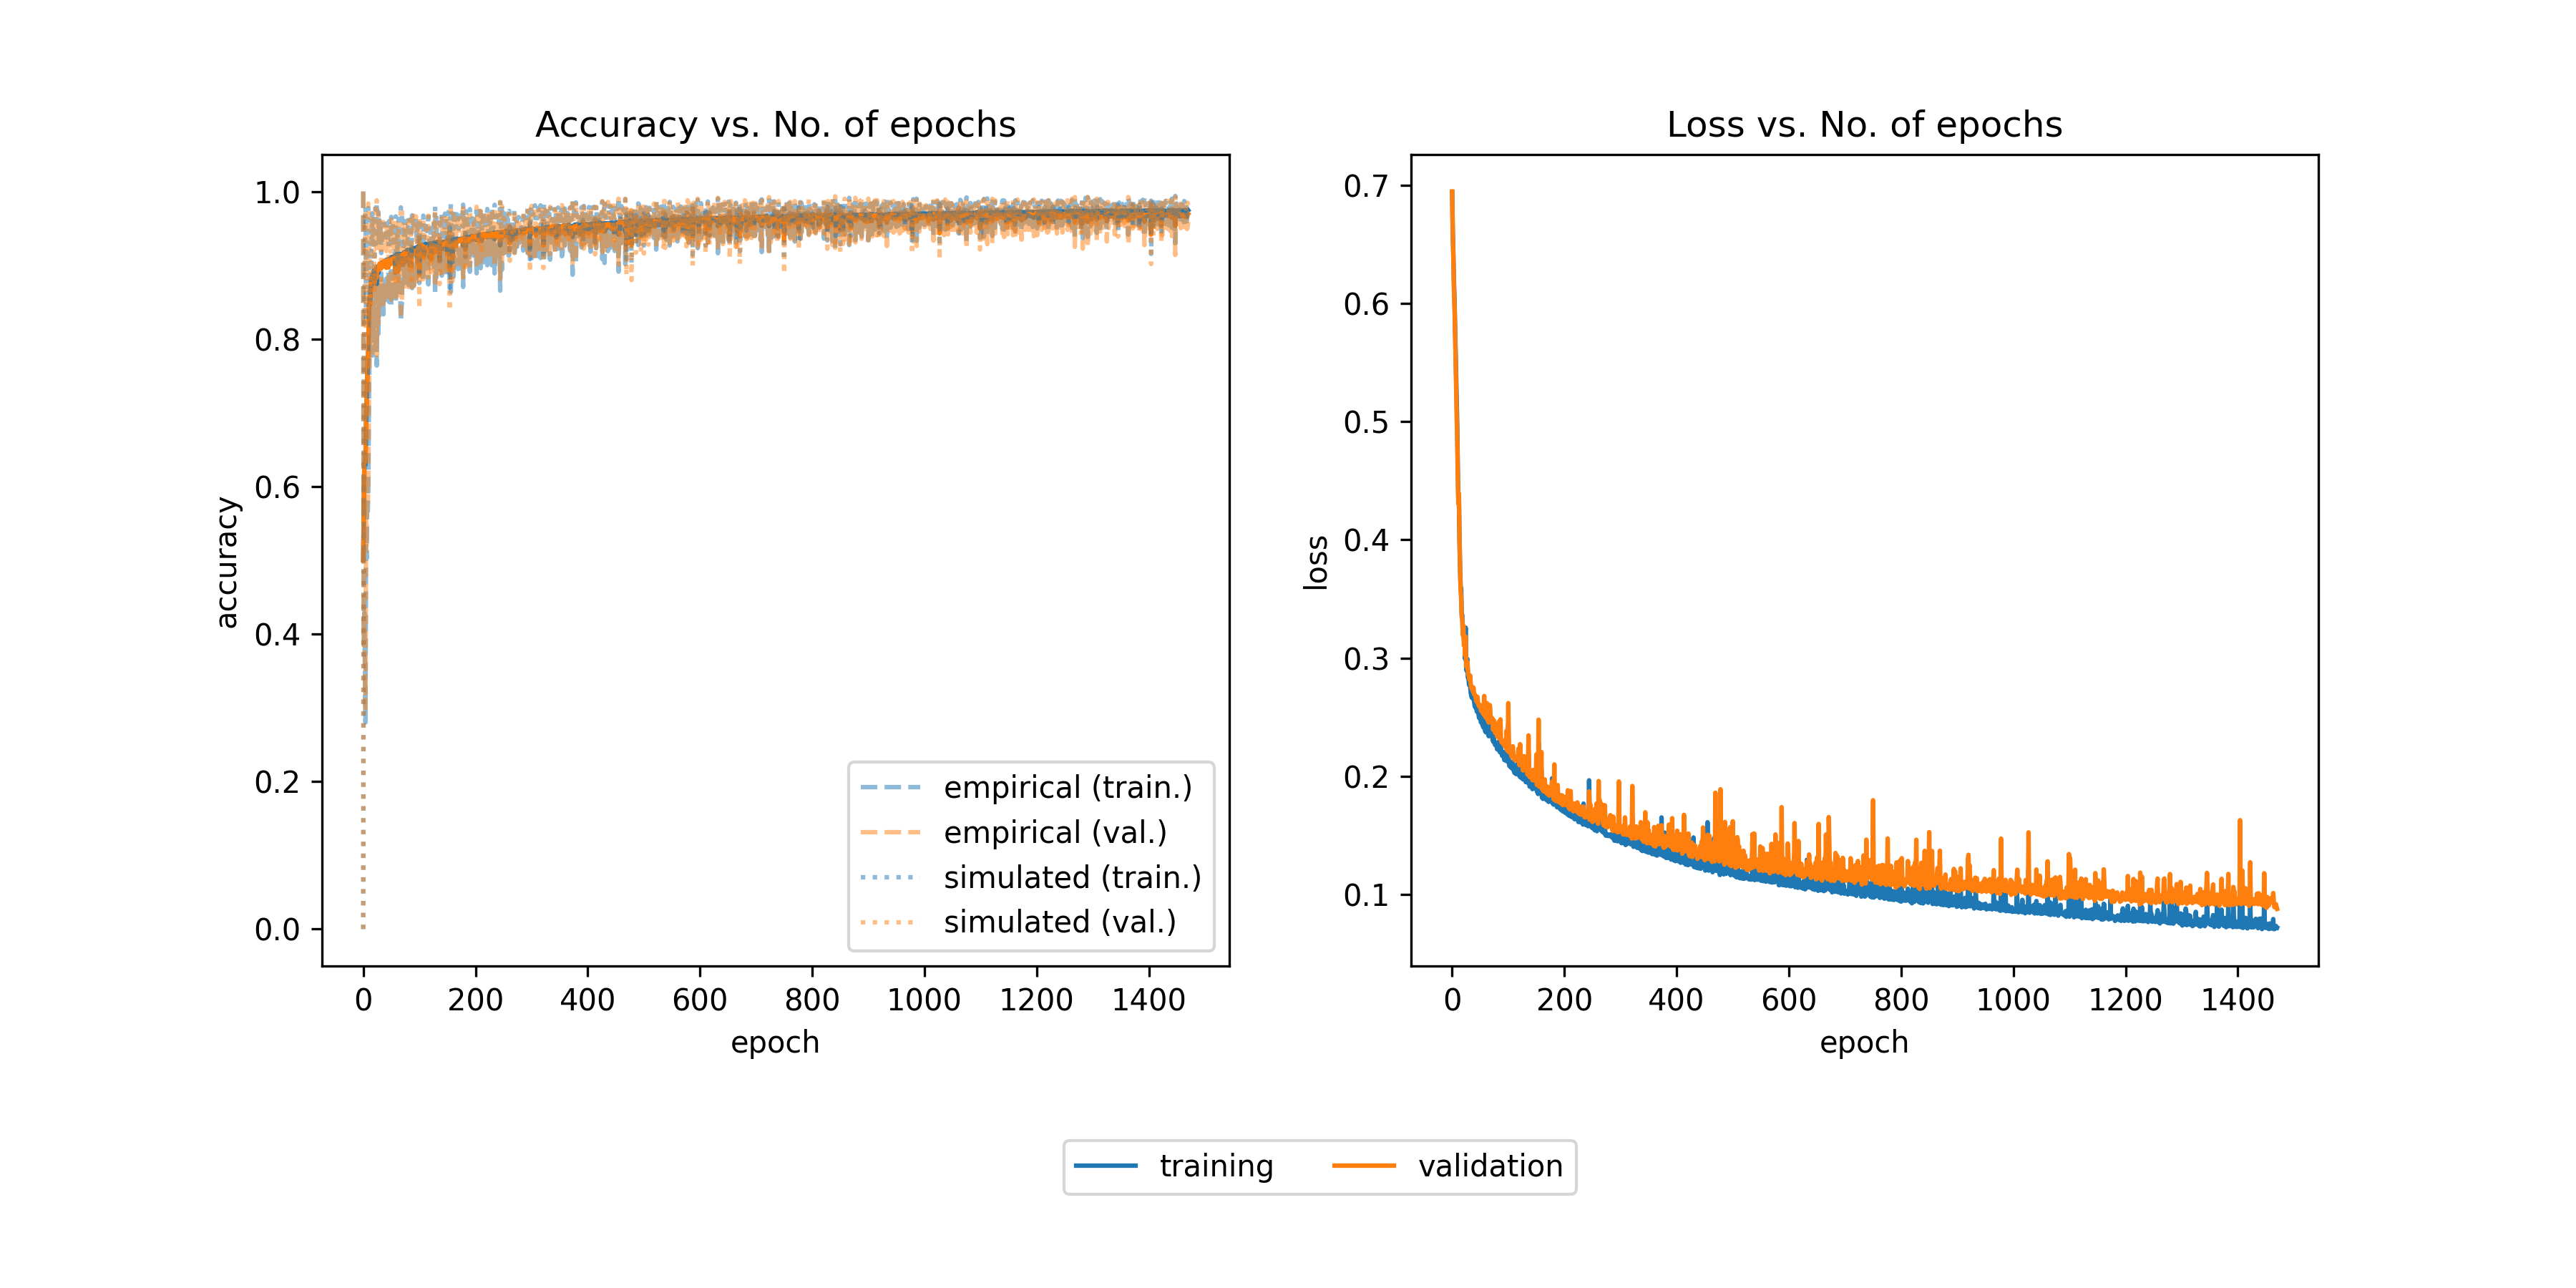 Accuracy vs. No. of epochs
1.0
0.8
0.6
0.4
0.2
0.0
accuracy
0 200 400 600 800 1000 1200 1400
epoch
empirical (train.)
empirical (val.)
simulated (train.)
simulated (val.)
Loss vs. No. of epochs
0.7
0.6
0.5
0.4
0.3
0.2
0.1
loss
0 200 400 600 800 1000 1200 1400
epoch
training validation